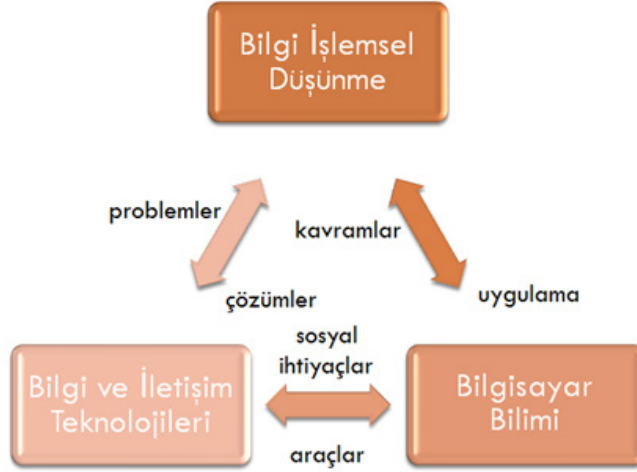 Bilgi İşlemsel
Düşünme
problemler
kavramlar
çözümler
uygulama
sosyal
ihtiyaçlar
Bilgi ve İletişim
Teknolojileri
Bilgisayar
Bilimi
araçlar